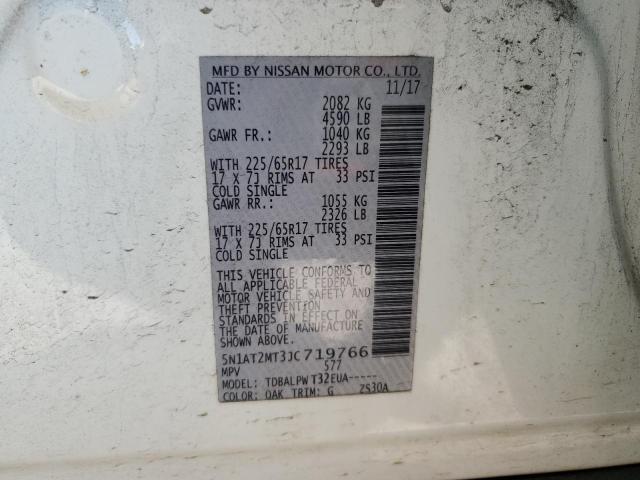 MFD BY NISSAN MOTOR CO., LTD.
DATE: 11/17
GVWR: 2082 KG
4590 LB
GAWR FR.: 1040 KG
2293 LB
WITH 225/65R17 TIRES
17 X 7J RIMS AT 33 PSI
COLD SINGLE
GAWR RR.: 1055 KG
2326 LB
WITH 225/65R17 TIRES
17 X 7J RIMS AT 33 PSI
COLD SINGLE
THIS VEHICLE CONFORMS TO
ALL APPLICABLE FEDERAL
MOTOR VEHICLE SAFETY AND
THEFT PREVENTION
STANDARDS IN EFFECT ON
THE DATE OF MANUFACTURE
SHOWN ABOVE.
5N1AT2MT3JC719766
MPV 577
MODEL: TDBALPWT32EUA-----
COLOR: QAK TRIM: G ZS30A